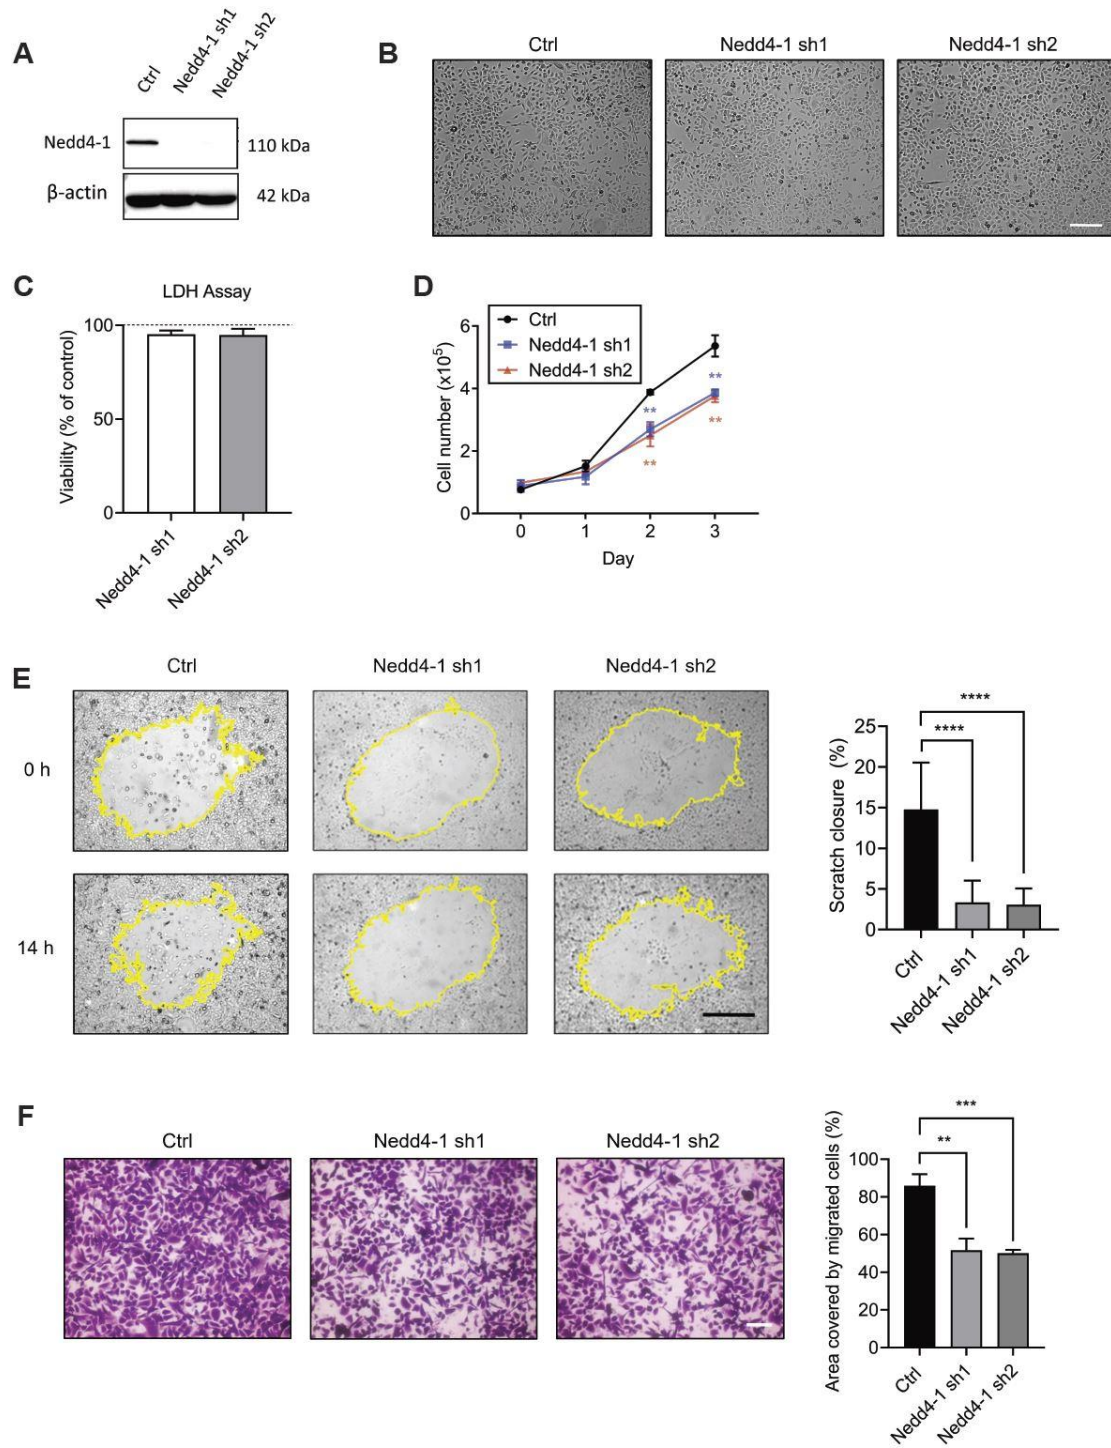 A
Ctrl
Nedd4-1 sh1
Nedd4-1 sh2
Nedd4-1
110 kDa
β-actin
42 kDa
B
Ctrl
Nedd4-1 sh1
Nedd4-1 sh2
C
LDH Assay
Viability (% of control)
100
50
0
Nedd4-1 sh1
Nedd4-1 sh2
D
Cell number (x10⁵)
6
4
2
0
Ctrl
Nedd4-1 sh1
Nedd4-1 sh2
**
**
**
**
0 1 2 3
Day
E
Ctrl
Nedd4-1 sh1
Nedd4-1 sh2
0 h
14 h
Scratch closure (%)
25
20
15
10
5
0
****
****
Ctrl
Nedd4-1 sh1
Nedd4-1 sh2
F
Ctrl
Nedd4-1 sh1
Nedd4-1 sh2
Area covered by migrated cells (%)
100
80
60
40
20
0
***
**
Ctrl
Nedd4-1 sh1
Nedd4-1 sh2